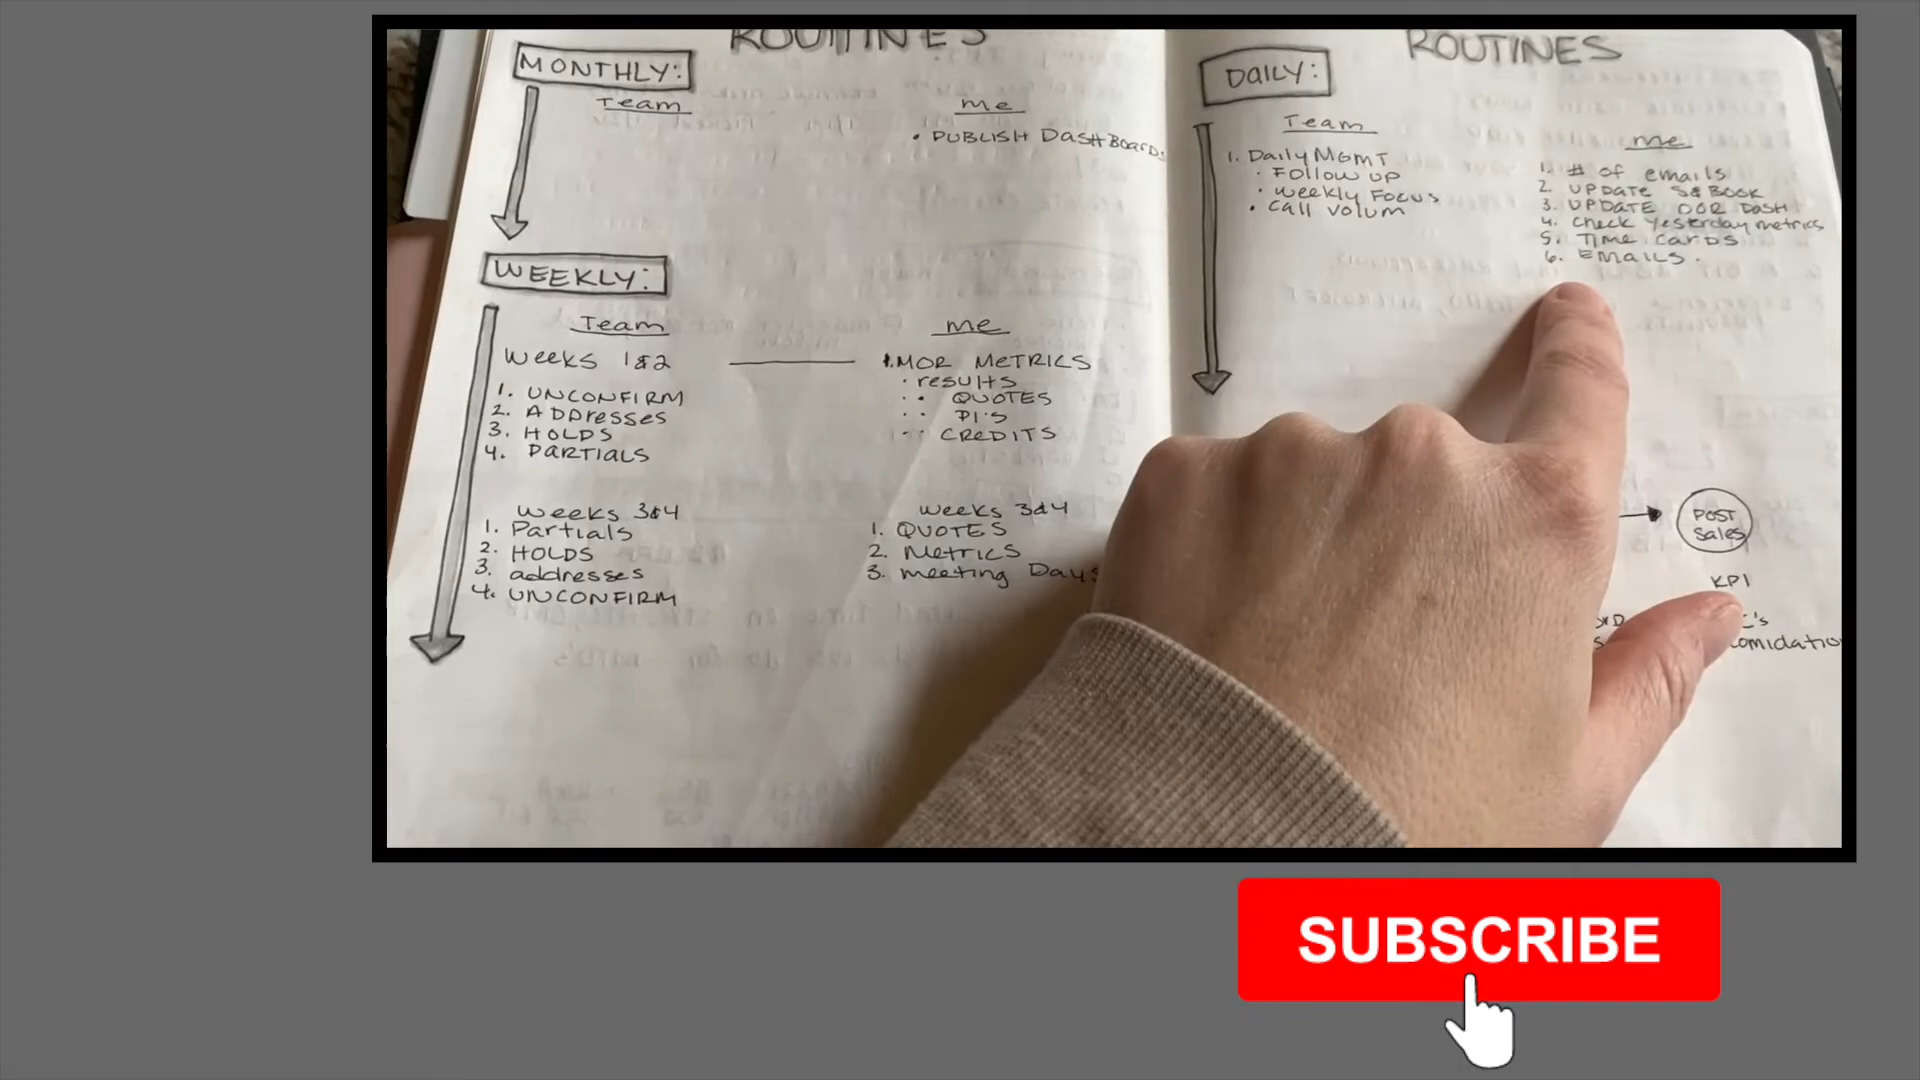 ROUTINES
MONTHLY:
Team
me
• PUBLISH DASHBOARDS
WEEKLY:
Team
Weeks 1&2
1. UNCONFIRM
2. ADDresses
3. HOLDS
4. PARTIALS
me
1. MOR METRICS
· results
·· QUOTES
·· PI'S
·· CREDITS
Weeks 3&4
1. Partials
2. HOLDS
3. addresses
4. UNCONFIRM
weeks 3&4
1. QUOTES
2. Metrics
3. meeting Days
ROUTINES
DAILY:
Team
1. Daily MGMT
· Follow up
· Weekly Focus
• Call Volum
me
1. # of emails
2. UPDATE S&BOOK
3. UPDATE OOR DASH
4. Check Yesterday metrics
5. Time Cards
6. Emails.
POST
Sales
KPI
SUBSCRIBE